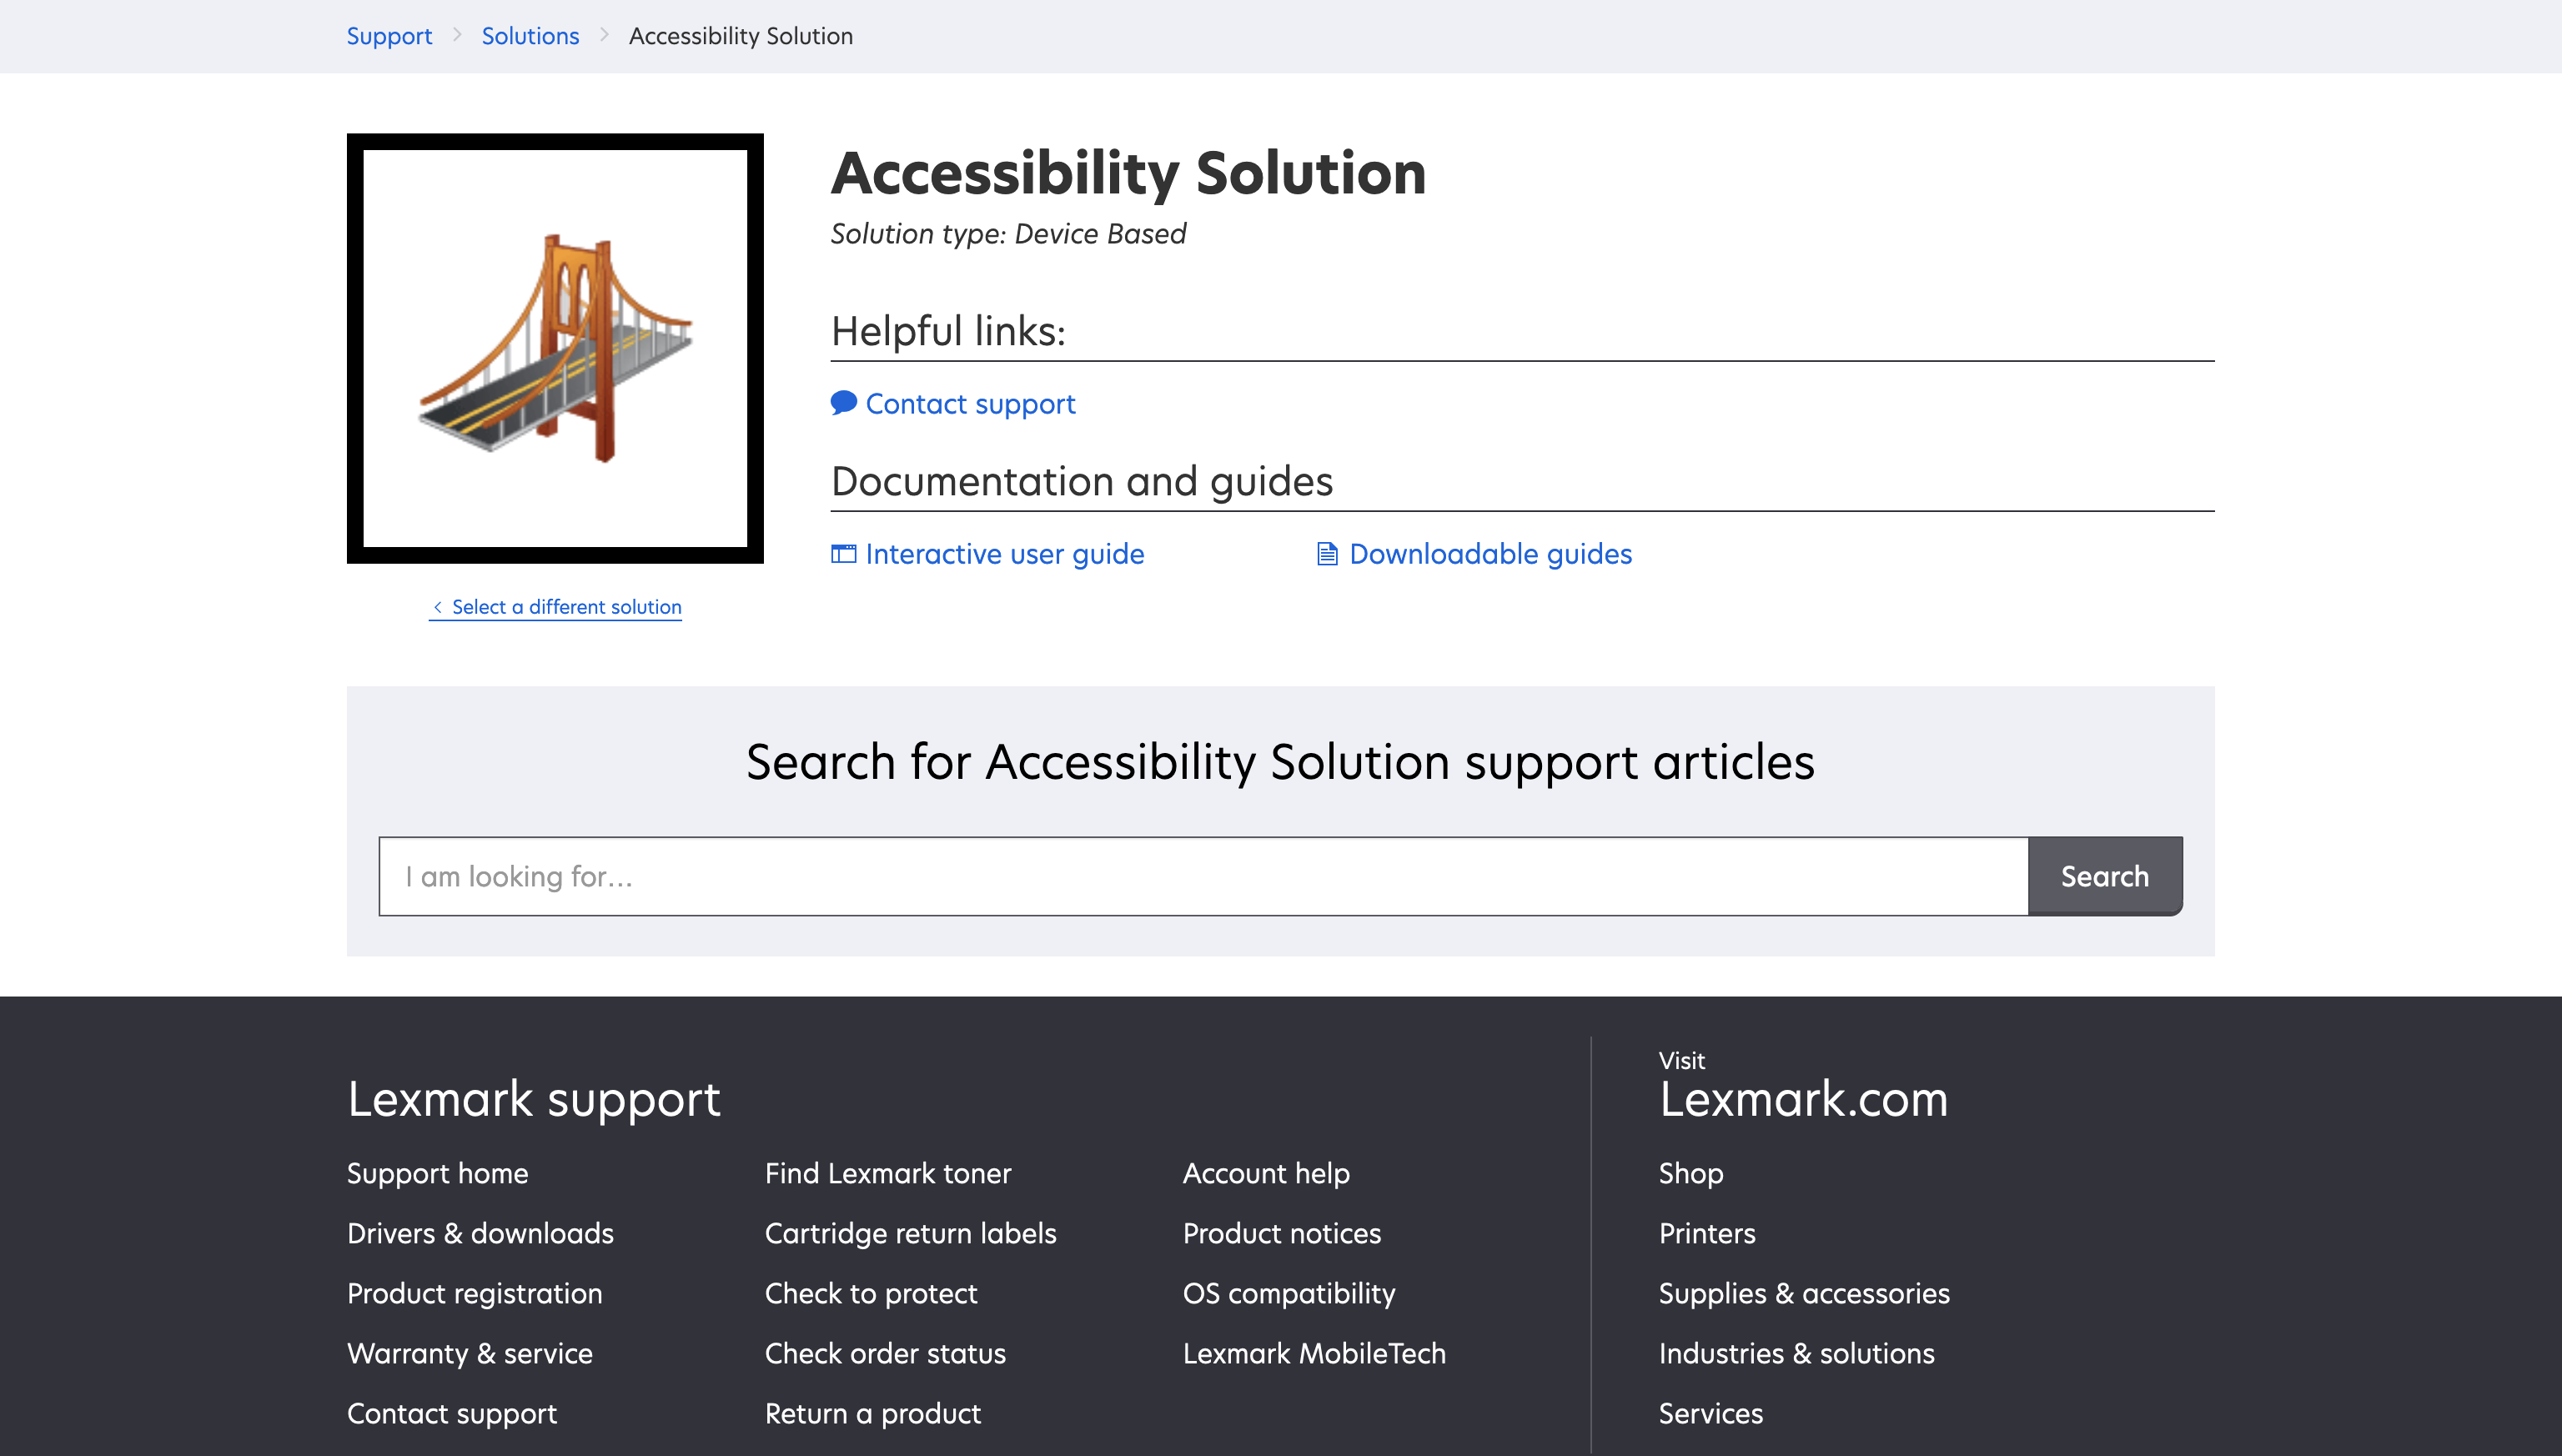 Support > Solutions > Accessibility Solution
Accessibility Solution
Solution type: Device Based
Helpful links:
Contact support
Documentation and guides
Interactive user guide
Downloadable guides
< Select a different solution
Search for Accessibility Solution support articles
I am looking for...
Search
Lexmark support
Support home
Drivers & downloads
Product registration
Warranty & service
Contact support
Find Lexmark toner
Cartridge return labels
Check to protect
Check order status
Return a product
Account help
Product notices
OS compatibility
Lexmark MobileTech
Visit
Lexmark.com
Shop
Printers
Supplies & accessories
Industries & solutions
Services